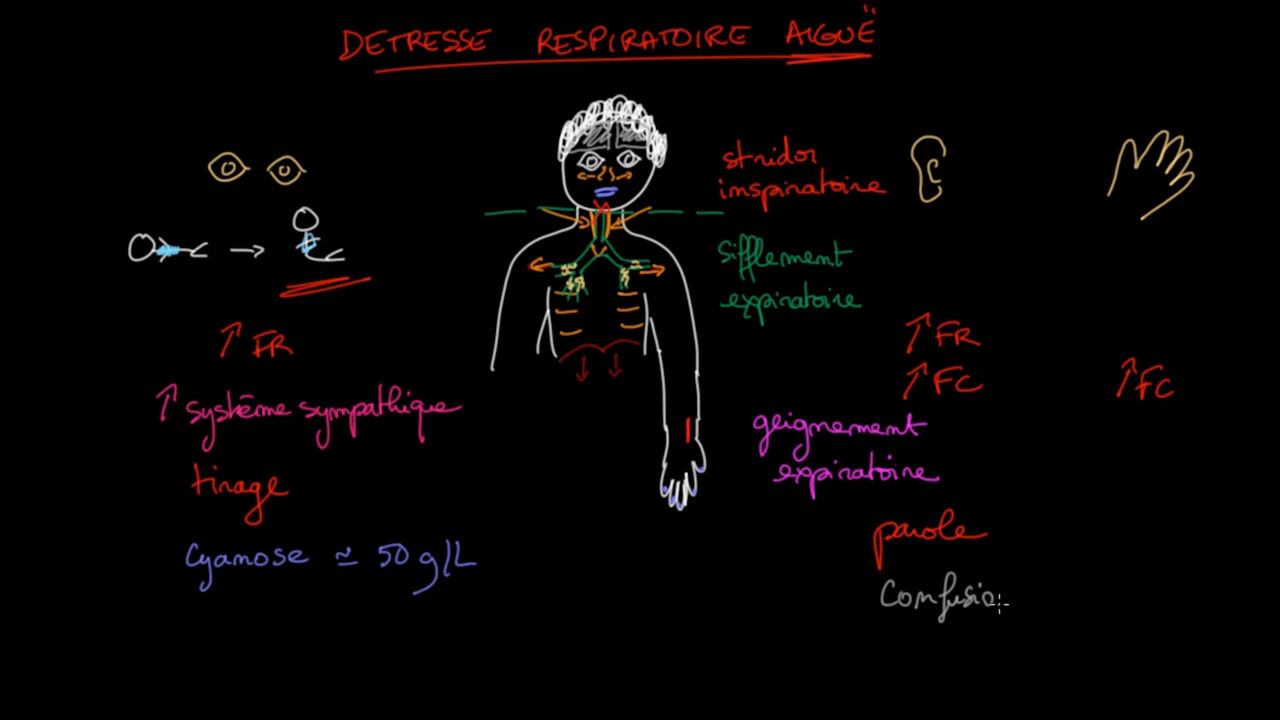 DETRESSE RESPIRATOIRE AIGUË
stridor
inspiratoire
sifflement
expiratoire
↑ FR
↑ système sympathique
tirage
Cyanose ≃ 50 g/L
↑ FR
↑ FC
↑ FC
geignement
expiratoire
parole
Confusio